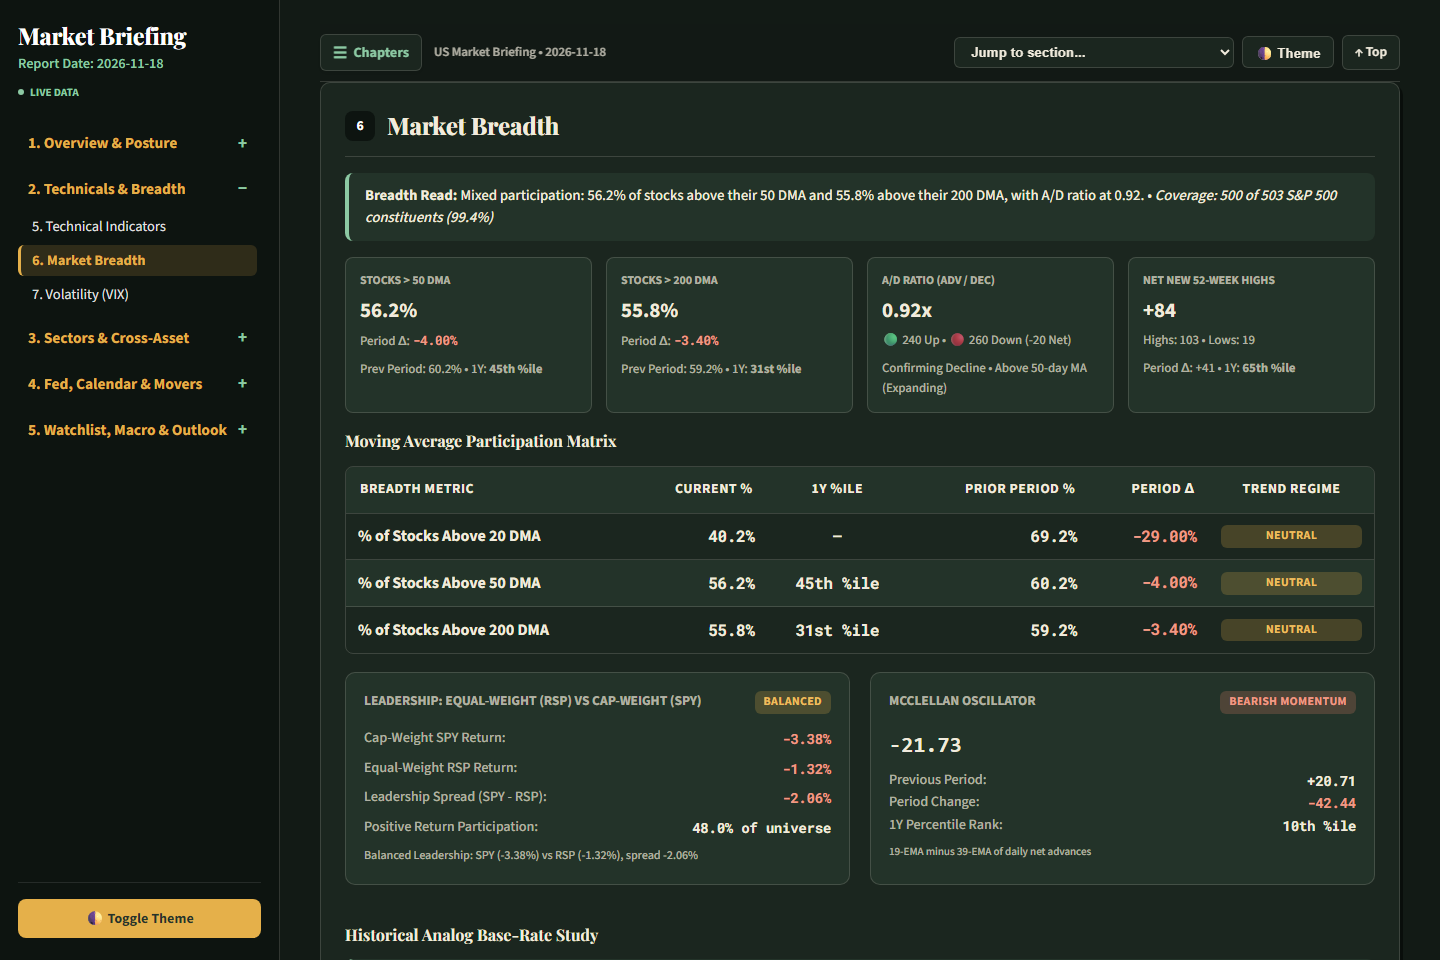 Market Briefing
Report Date: 2026-11-18
LIVE DATA
1. Overview & Posture +
2. Technicals & Breadth −
5. Technical Indicators
6. Market Breadth
7. Volatility (VIX)
3. Sectors & Cross-Asset +
4. Fed, Calendar & Movers +
5. Watchlist, Macro & Outlook +
Toggle Theme
☰ Chapters
US Market Briefing • 2026-11-18
Jump to section...
Theme
↑ Top
6 Market Breadth
Breadth Read: Mixed participation: 56.2% of stocks above their 50 DMA and 55.8% above their 200 DMA, with A/D ratio at 0.92. • Coverage: 500 of 503 S&P 500
constituents (99.4%)
STOCKS > 50 DMA
56.2%
Period Δ: -4.00%
Prev Period: 60.2% • 1Y: 45th %ile
STOCKS > 200 DMA
55.8%
Period Δ: -3.40%
Prev Period: 59.2% • 1Y: 31st %ile
A/D RATIO (ADV / DEC)
0.92x
240 Up • 260 Down (-20 Net)
Confirming Decline • Above 50-day MA
(Expanding)
NET NEW 52-WEEK HIGHS
+84
Highs: 103 • Lows: 19
Period Δ: +41 • 1Y: 65th %ile
Moving Average Participation Matrix
BREADTH METRIC CURRENT % 1Y %ILE PRIOR PERIOD % PERIOD Δ TREND REGIME
% of Stocks Above 20 DMA 40.2% — 69.2% -29.00% NEUTRAL
% of Stocks Above 50 DMA 56.2% 45th %ile 60.2% -4.00% NEUTRAL
% of Stocks Above 200 DMA 55.8% 31st %ile 59.2% -3.40% NEUTRAL
LEADERSHIP: EQUAL-WEIGHT (RSP) VS CAP-WEIGHT (SPY) BALANCED
Cap-Weight SPY Return: -3.38%
Equal-Weight RSP Return: -1.32%
Leadership Spread (SPY - RSP): -2.06%
Positive Return Participation: 48.0% of universe
Balanced Leadership: SPY (-3.38%) vs RSP (-1.32%), spread -2.06%
MCCLELLAN OSCILLATOR BEARISH MOMENTUM
-21.73
Previous Period: +20.71
Period Change: -42.44
1Y Percentile Rank: 10th %ile
19-EMA minus 39-EMA of daily net advances
Historical Analog Base-Rate Study